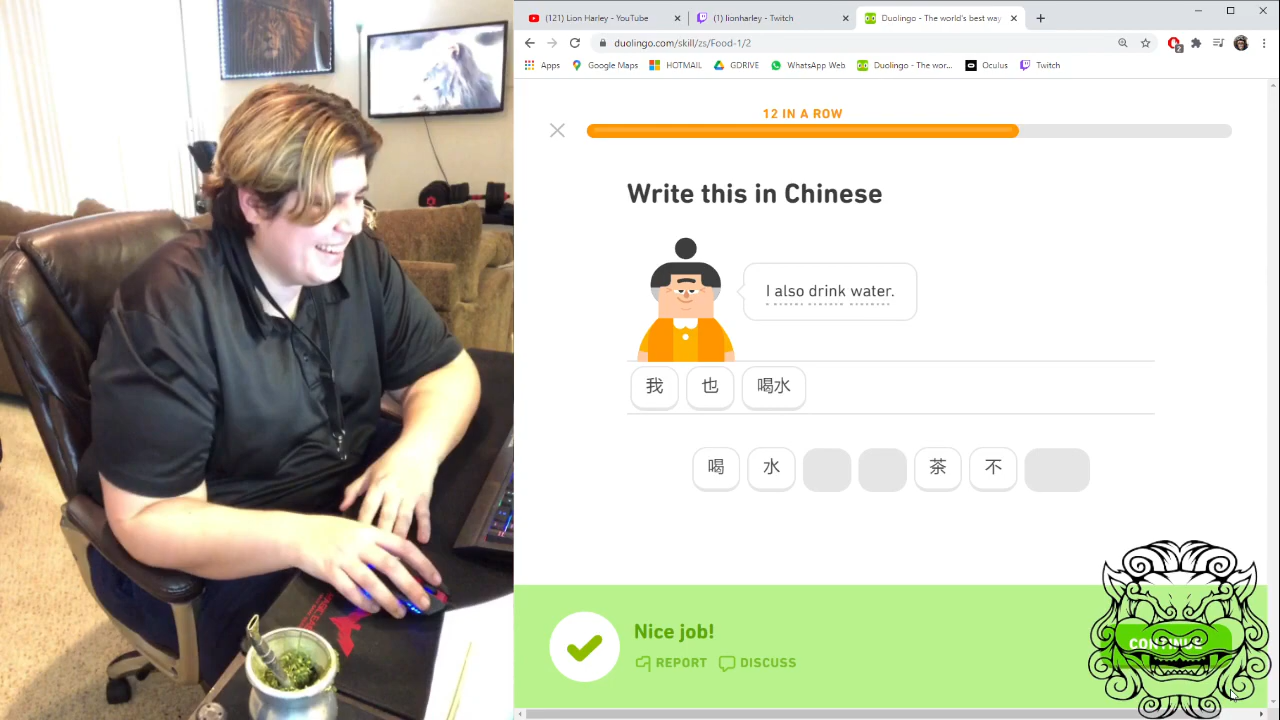 (121) Lion Harley - YouTube
(1) lionharley - Twitch
Duolingo - The world's best way
duolingo.com/skill/zs/Food-1/2
Apps
Google Maps
HOTMAIL
GDRIVE
WhatsApp Web
Duolingo - The wor...
Oculus
Twitch
12 IN A ROW
Write this in Chinese
I also drink water.
我 也 喝水
喝 水 茶 不
Nice job!
REPORT
DISCUSS
CONTINUE